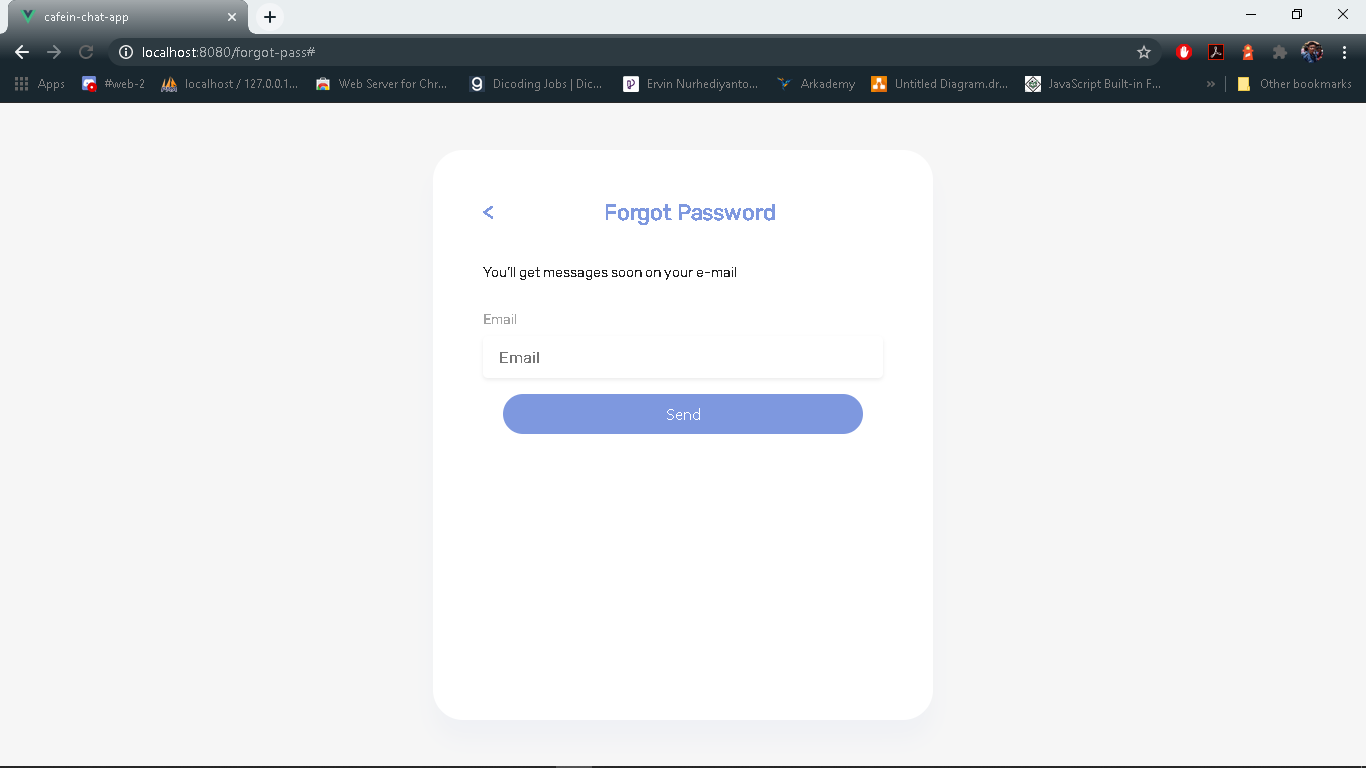 cafein-chat-app
localhost:8080/forgot-pass#
Apps #web-2 localhost / 127.0.0.1... Web Server for Chr... Dicoding Jobs | Dic... Ervin Nurhediyanto... Arkademy Untitled Diagram.dr... JavaScript Built-in F... » Other bookmarks
< Forgot Password
You'll get messages soon on your e-mail
Email
Email
Send